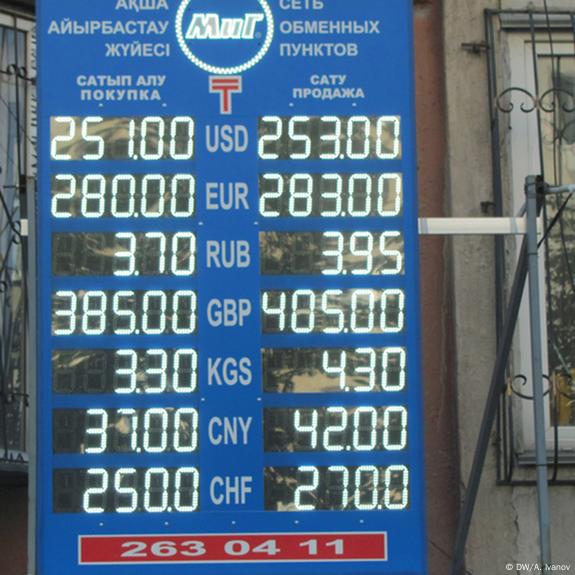 АҚША
АЙЫРБАСТАУ
ЖҮЙЕСІ
МиГ
СЕТЬ
ОБМЕННЫХ
ПУНКТОВ
САТЫП АЛУ
ПОКУПКА
₸
САТУ
ПРОДАЖА
251.00 USD 253.00
280.00 EUR 283.00
3.70 RUB 3.95
385.00 GBP 405.00
3.30 KGS 4.30
37.00 CNY 42.00
250.0 CHF 270.0
263 04 11
© DW/A. Ivanov